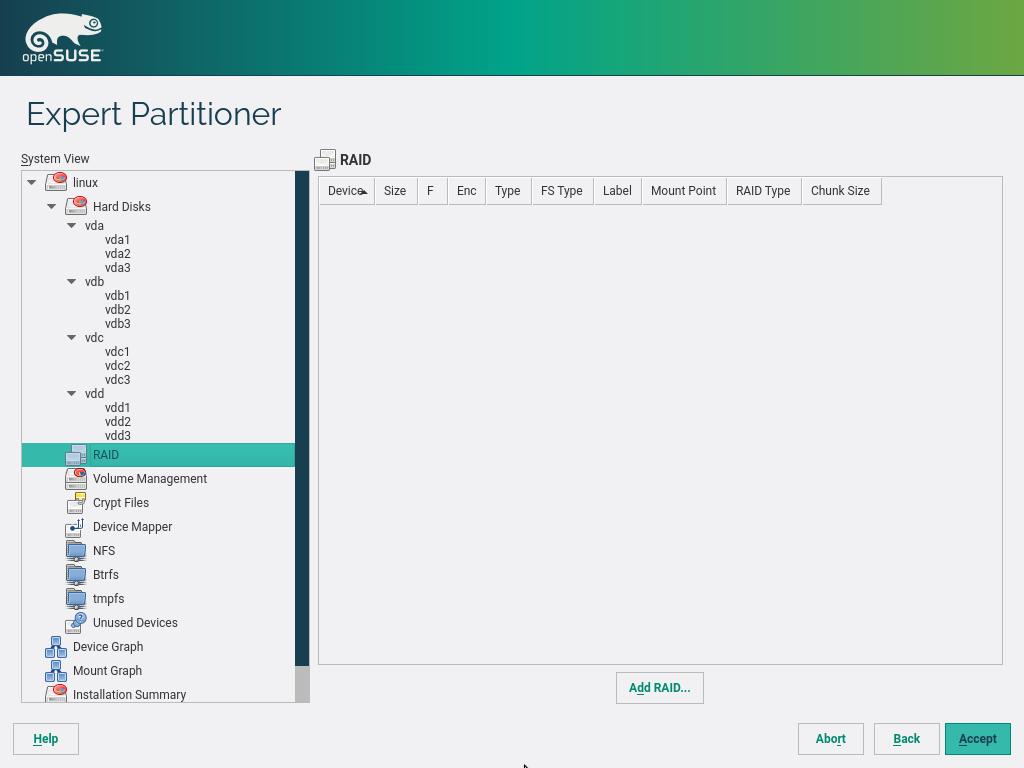 openSUSE
Expert Partitioner
System View
linux
Hard Disks
vda
vda1
vda2
vda3
vdb
vdb1
vdb2
vdb3
vdc
vdc1
vdc2
vdc3
vdd
vdd1
vdd2
vdd3
RAID
Volume Management
Crypt Files
Device Mapper
NFS
Btrfs
tmpfs
Unused Devices
Device Graph
Mount Graph
Installation Summary
RAID
Device Size F Enc Type FS Type Label Mount Point RAID Type Chunk Size
Add RAID...
Help Abort Back Accept